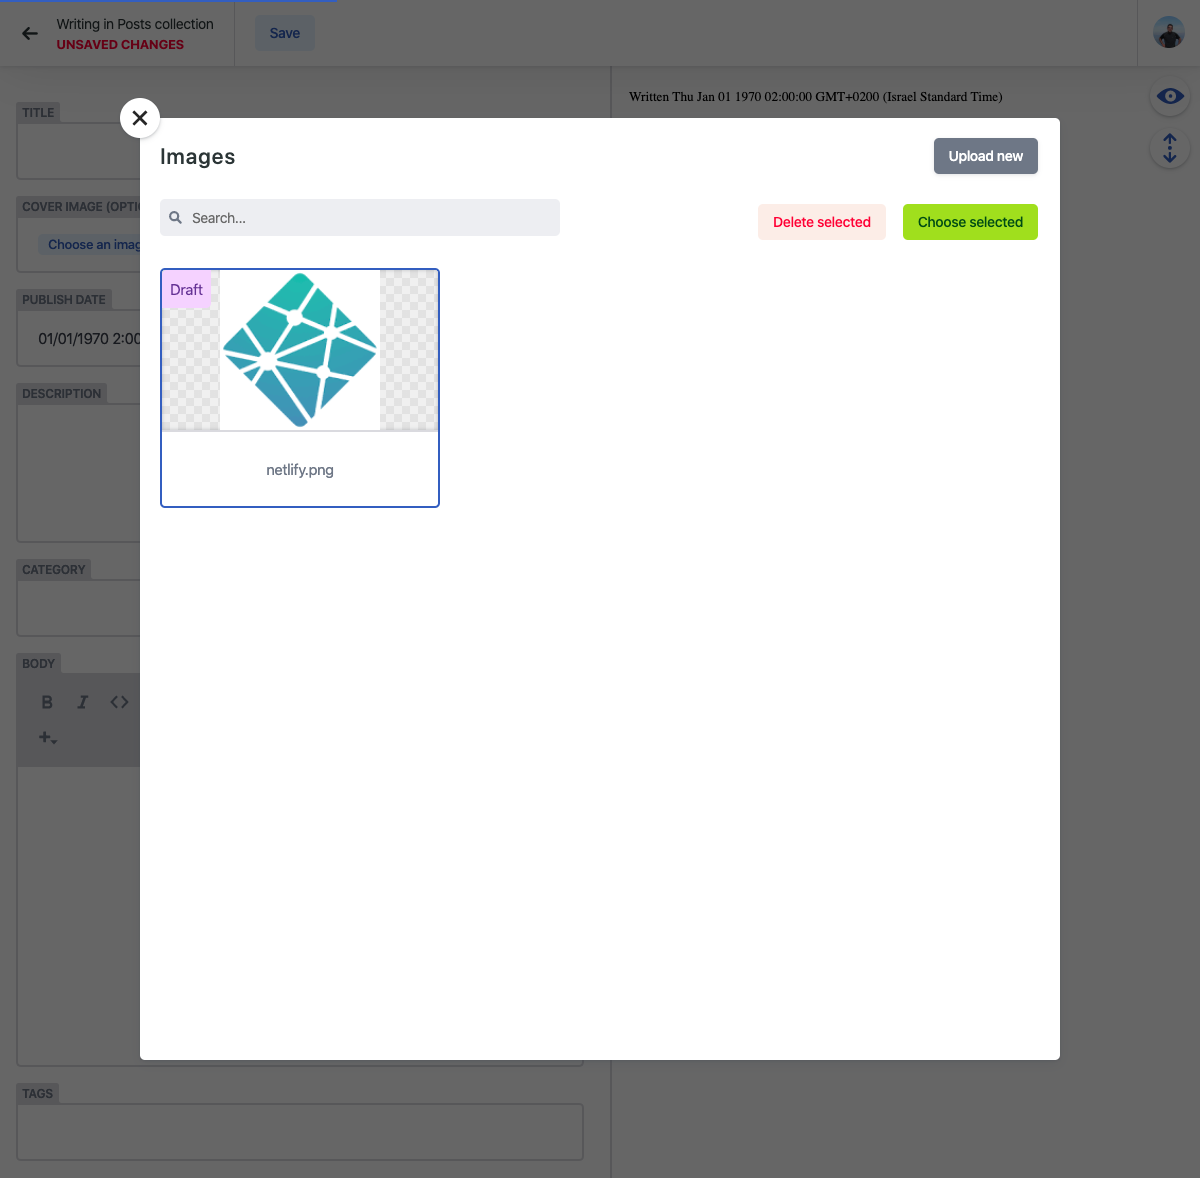 Writing in Posts collection
UNSAVED CHANGES
Save
Written Thu Jan 01 1970 02:00:00 GMT+0200 (Israel Standard Time)
TITLE
Images
Upload new
COVER IMAGE (OPTI
Search...
Delete selected
Choose selected
Choose an imag
Draft
PUBLISH DATE
01/01/1970 2:00
DESCRIPTION
netlify.png
CATEGORY
BODY
B I <>
+
TAGS